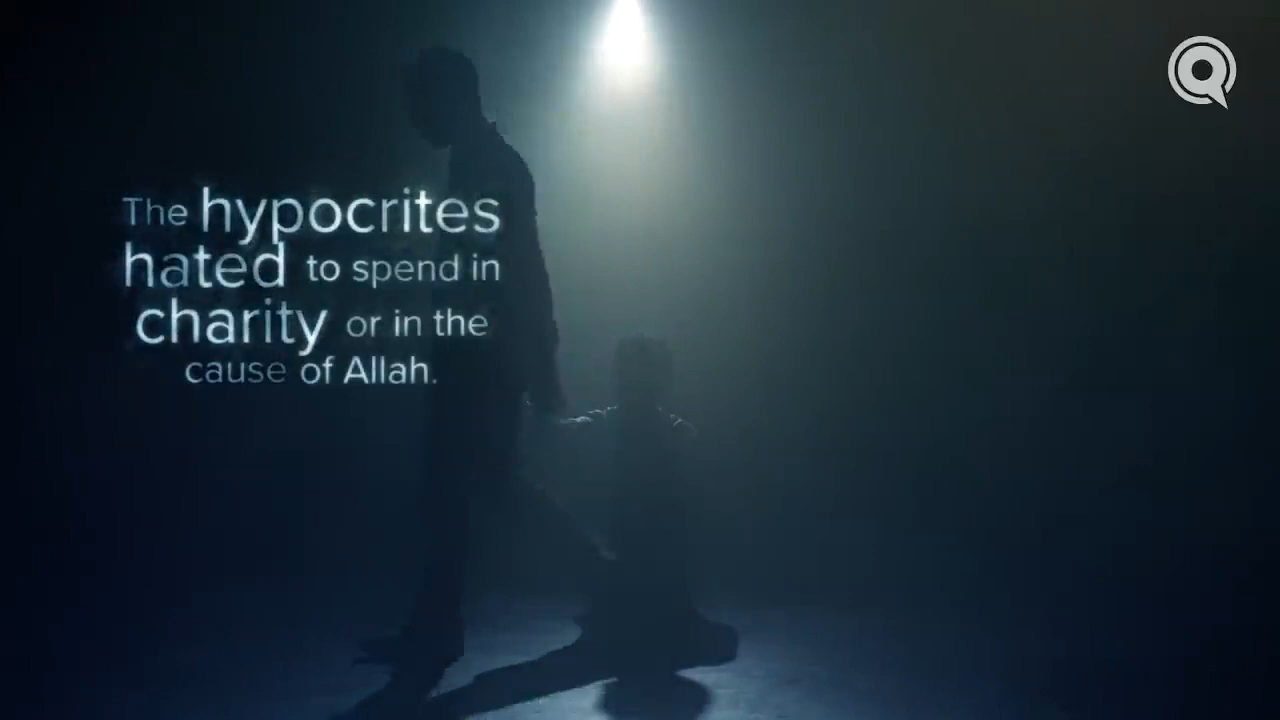 The hypocrites
hated to spend in
charity or in the
cause of Allah.